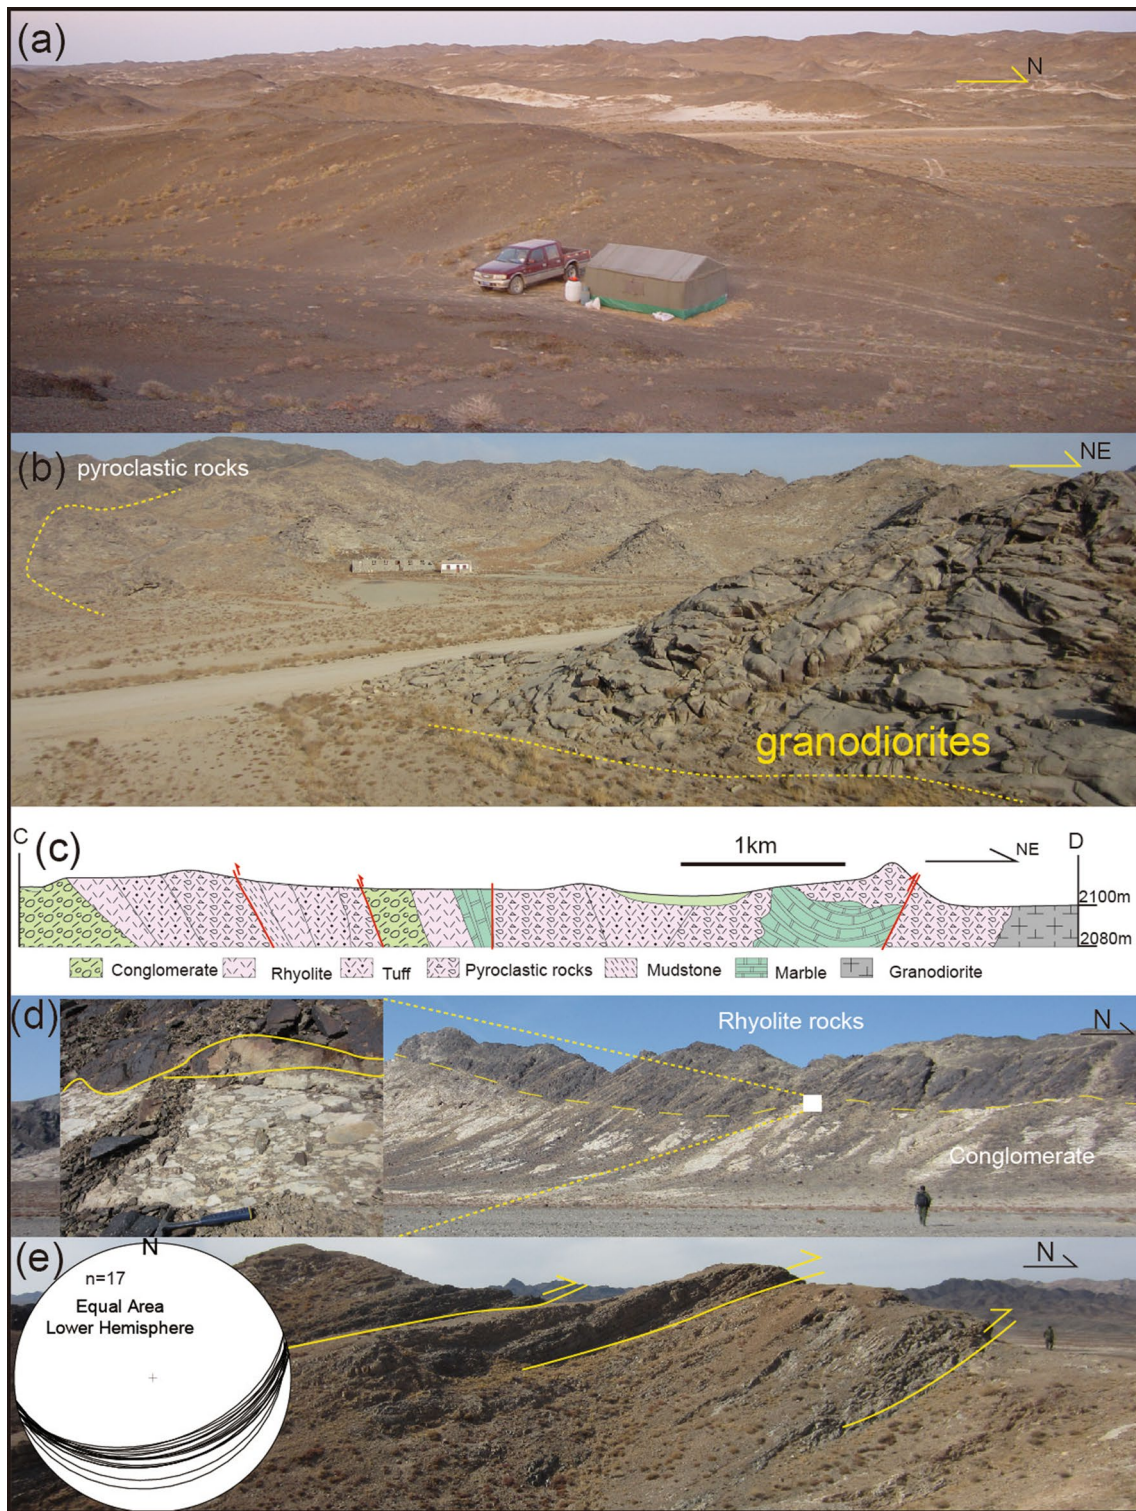 (a)
N
(b)
pyroclastic rocks
NE
granodiorites
C
(c)
1km
NE
D
2100m
2080m
Conglomerate
Rhyolite
Tuff
Pyroclastic rocks
Mudstone
Marble
Granodiorite
(d)
Rhyolite rocks
N
Conglomerate
(e)
N
n=17
Equal Area
Lower Hemisphere
N